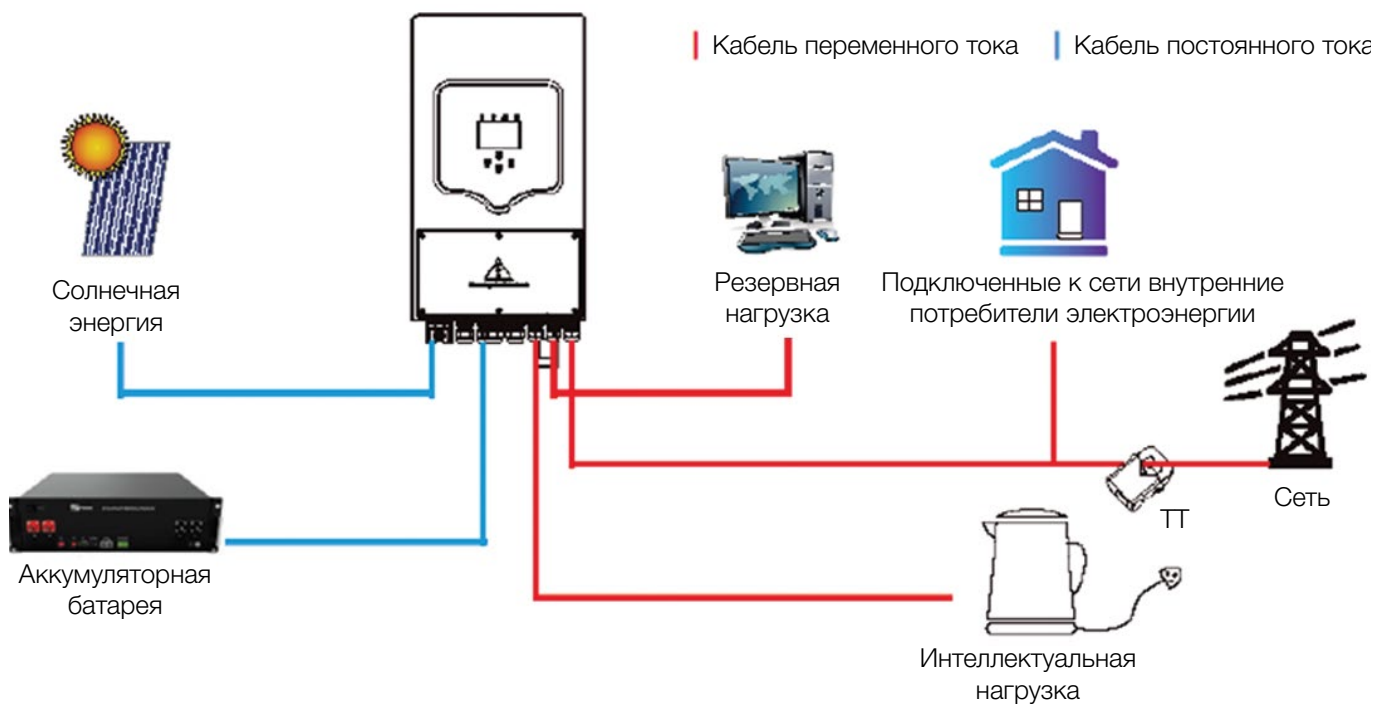 Кабель переменного тока
Кабель постоянного тока
Солнечная
энергия
Резервная
нагрузка
Подключенные к сети внутренние
потребители электроэнергии
Сеть
ТТ
Аккумуляторная
батарея
Интеллектуальная
нагрузка